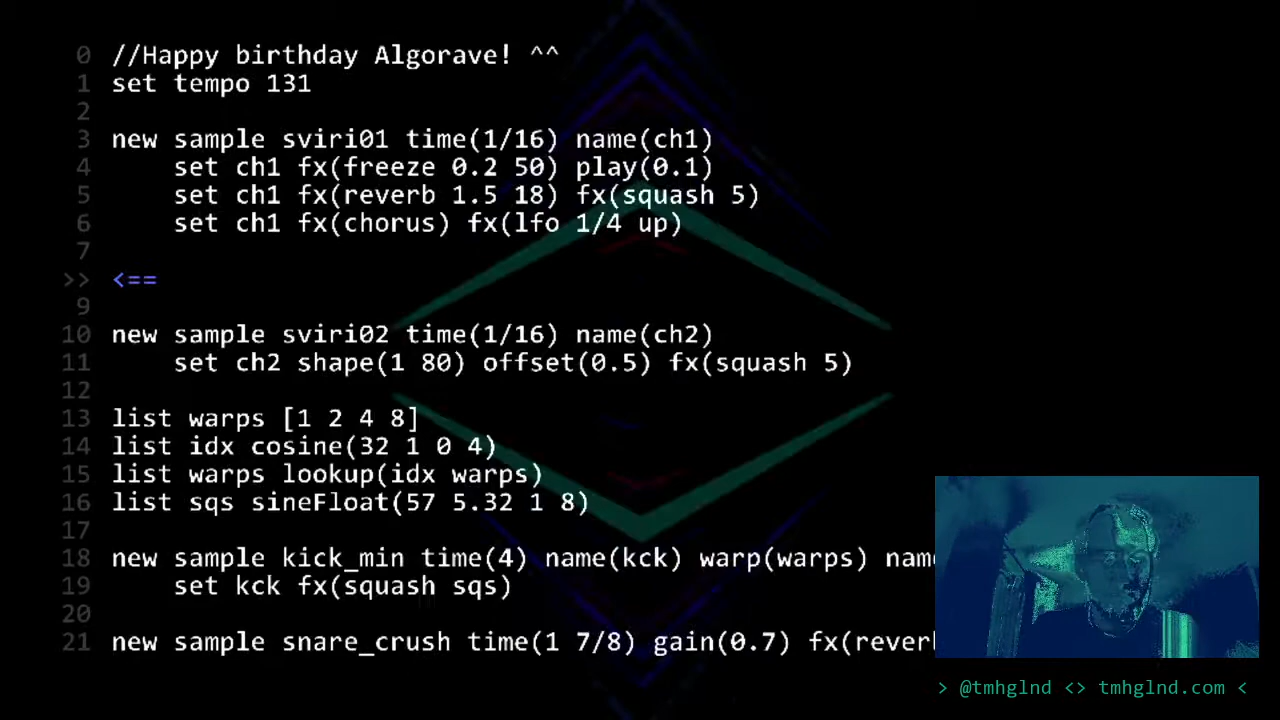 0 //Happy birthday Algorave! ^^
1 set tempo 131
2
3 new sample sviri01 time(1/16) name(ch1)
4 set ch1 fx(freeze 0.2 50) play(0.1)
5 set ch1 fx(reverb 1.5 18) fx(squash 5)
6 set ch1 fx(chorus) fx(lfo 1/4 up)
7
>> <==
9
10 new sample sviri02 time(1/16) name(ch2)
11 set ch2 shape(1 80) offset(0.5) fx(squash 5)
12
13 list warps [1 2 4 8]
14 list idx cosine(32 1 0 4)
15 list warps lookup(idx warps)
16 list sqs sineFloat(57 5.32 1 8)
17
18 new sample kick_min time(4) name(kck) warp(warps) name
19 set kck fx(squash sqs)
20
21 new sample snare_crush time(1 7/8) gain(0.7) fx(reverb
> @tmhglnd <> tmhglnd.com <